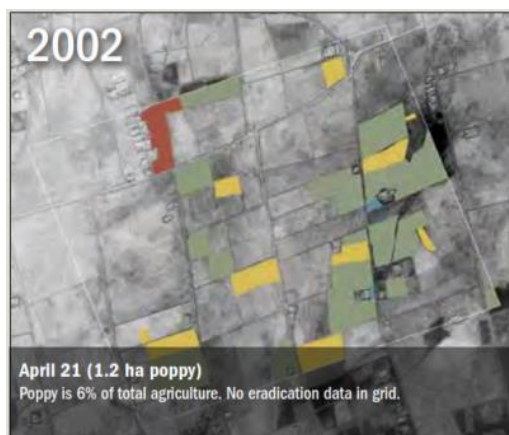 2002
April 21 (1.2 ha poppy)
Poppy is 6% of total agriculture. No eradication data in grid.